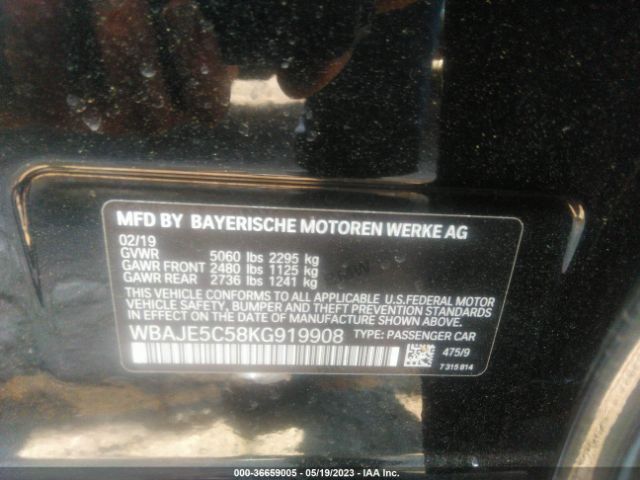 MFD BY BAYERISCHE MOTOREN WERKE AG
02/19
GVWR 5060 lbs 2295 kg
GAWR FRONT 2480 lbs 1125 kg
GAWR REAR 2736 lbs 1241 kg
THIS VEHICLE CONFORMS TO ALL APPLICABLE U.S.FEDERAL MOTOR
VEHICLE SAFETY, BUMPER AND THEFT PREVENTION STANDARDS IN
EFFECT ON THE DATE OF MANUFACTURE SHOWN ABOVE.
WBAJE5C58KG919908 TYPE: PASSENGER CAR
475/9
7 315 814
000-36659005 - 05/19/2023 - IAA Inc.